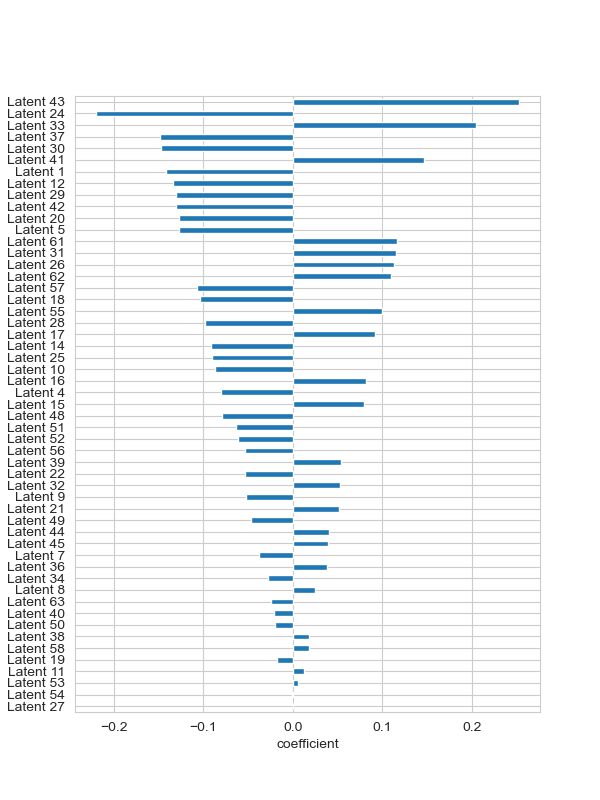 Latent 43
Latent 24
Latent 33
Latent 37
Latent 30
Latent 41
Latent 1
Latent 12
Latent 29
Latent 42
Latent 20
Latent 5
Latent 61
Latent 31
Latent 26
Latent 62
Latent 57
Latent 18
Latent 55
Latent 28
Latent 17
Latent 14
Latent 25
Latent 10
Latent 16
Latent 4
Latent 15
Latent 48
Latent 51
Latent 52
Latent 56
Latent 39
Latent 22
Latent 32
Latent 9
Latent 21
Latent 49
Latent 44
Latent 45
Latent 7
Latent 36
Latent 34
Latent 8
Latent 63
Latent 40
Latent 50
Latent 38
Latent 58
Latent 19
Latent 11
Latent 53
Latent 54
Latent 27
−0.2 −0.1 0.0 0.1 0.2
coefficient